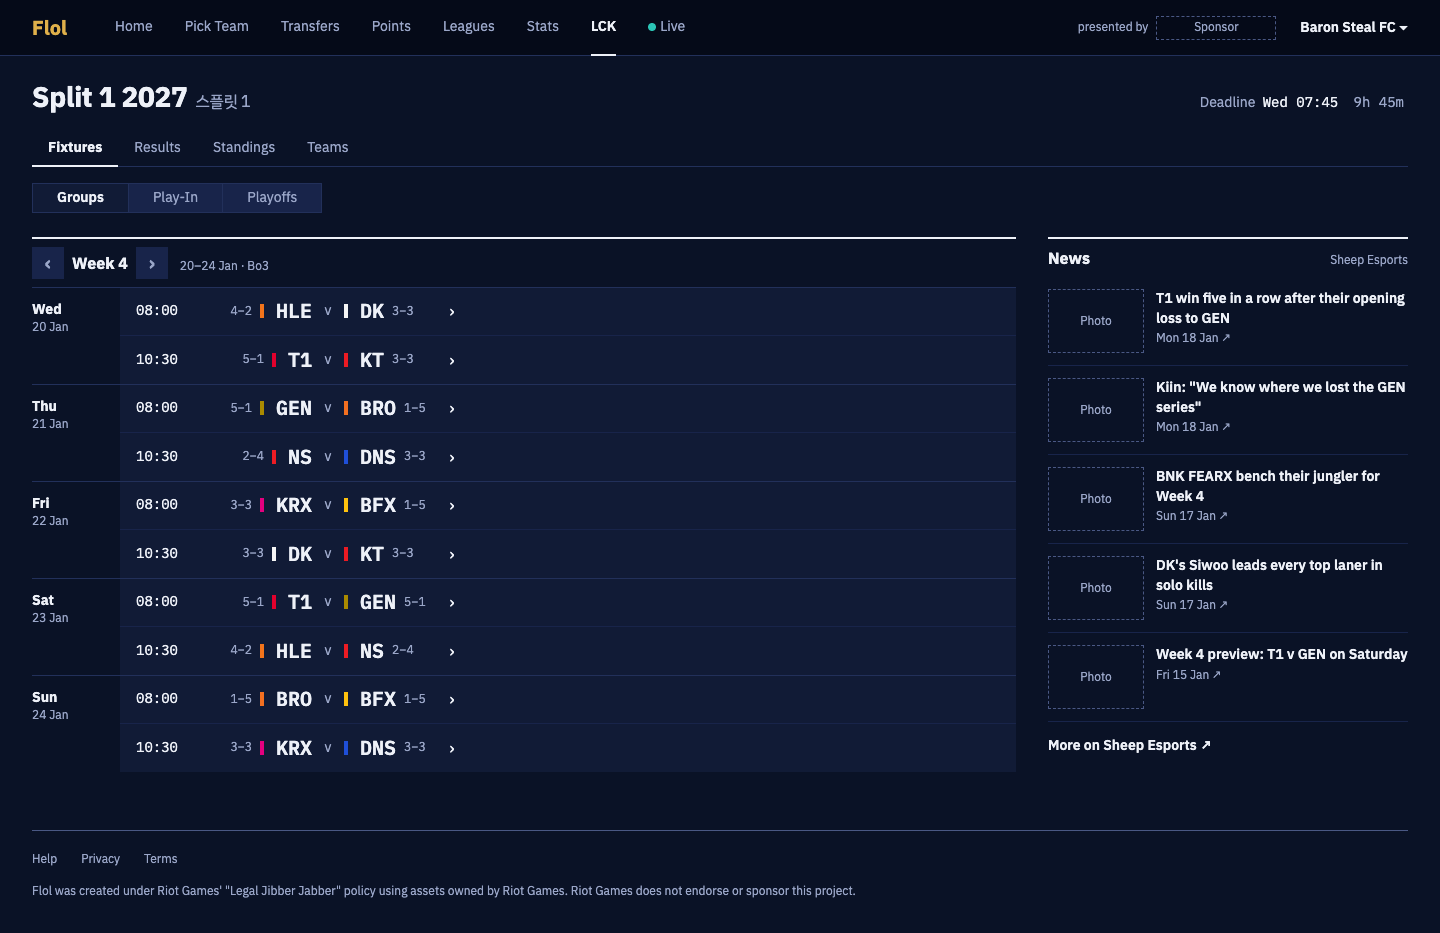 Flol
Home Pick Team Transfers Points Leagues Stats LCK Live
presented by Sponsor Baron Steal FC
Split 1 2027 스플릿 1
Deadline Wed 07:45 9h 45m
Fixtures Results Standings Teams
Groups Play-In Playoffs
‹ Week 4 › 20–24 Jan · Bo3
Wed
20 Jan
08:00 4–2 HLE v DK 3–3 ›
10:30 5–1 T1 v KT 3–3 ›
Thu
21 Jan
08:00 5–1 GEN v BRO 1–5 ›
10:30 2–4 NS v DNS 3–3 ›
Fri
22 Jan
08:00 3–3 KRX v BFX 1–5 ›
10:30 3–3 DK v KT 3–3 ›
Sat
23 Jan
08:00 5–1 T1 v GEN 5–1 ›
10:30 4–2 HLE v NS 2–4 ›
Sun
24 Jan
08:00 1–5 BRO v BFX 1–5 ›
10:30 3–3 KRX v DNS 3–3 ›
News Sheep Esports
Photo
T1 win five in a row after their opening
loss to GEN
Mon 18 Jan ↗
Photo
Kiin: "We know where we lost the GEN
series"
Mon 18 Jan ↗
Photo
BNK FEARX bench their jungler for
Week 4
Sun 17 Jan ↗
Photo
DK's Siwoo leads every top laner in
solo kills
Sun 17 Jan ↗
Photo
Week 4 preview: T1 v GEN on Saturday
Fri 15 Jan ↗
More on Sheep Esports ↗
Help Privacy Terms
Flol was created under Riot Games' "Legal Jibber Jabber" policy using assets owned by Riot Games. Riot Games does not endorse or sponsor this project.